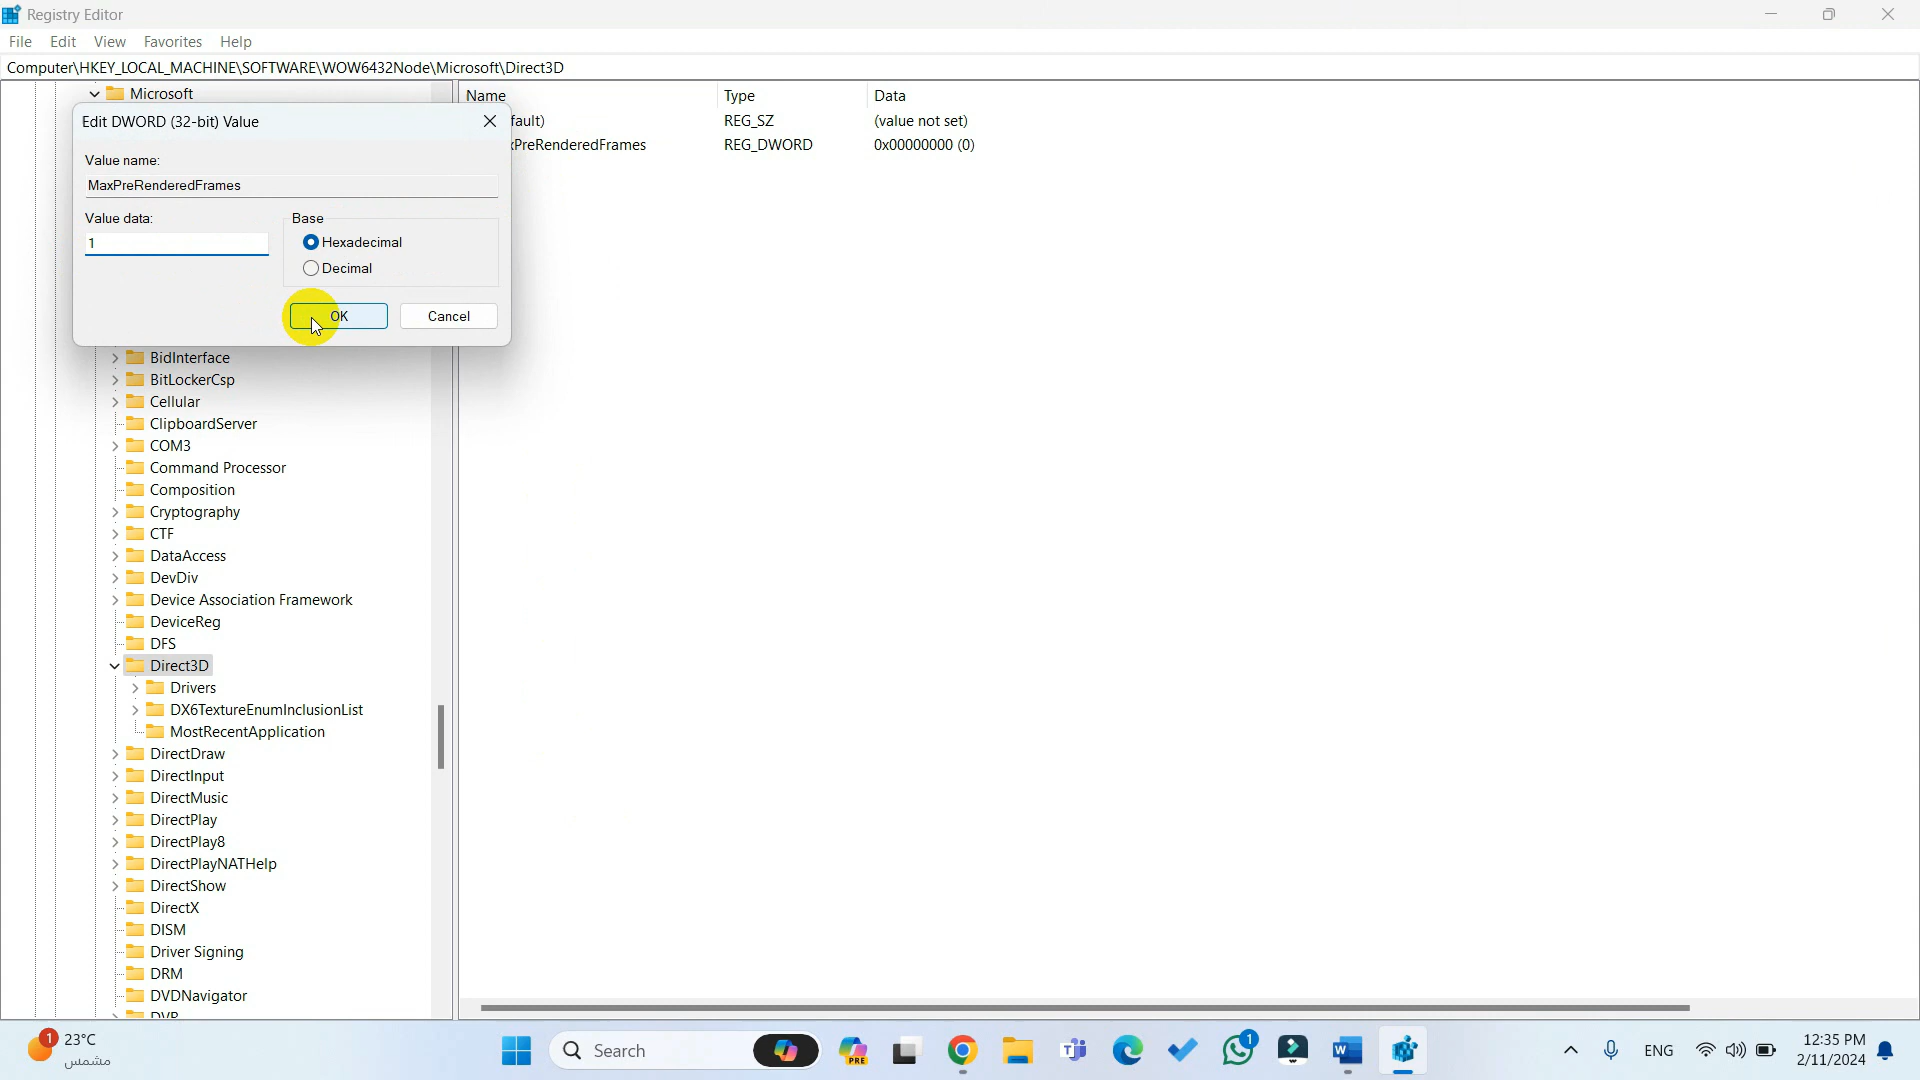 Registry Editor
File Edit View Favorites Help
Computer\HKEY_LOCAL_MACHINE\SOFTWARE\WOW6432Node\Microsoft\Direct3D
Microsoft
Name Type Data
fault) REG_SZ (value not set)
PreRenderedFrames REG_DWORD 0x00000000 (0)
Edit DWORD (32-bit) Value
Value name:
MaxPreRenderedFrames
Value data:
1
Base
Hexadecimal
Decimal
OK Cancel
BidInterface
BitLockerCsp
Cellular
ClipboardServer
COM3
Command Processor
Composition
Cryptography
CTF
DataAccess
DevDiv
Device Association Framework
DeviceReg
DFS
Direct3D
Drivers
DX6TextureEnumInclusionList
MostRecentApplication
DirectDraw
DirectInput
DirectMusic
DirectPlay
DirectPlay8
DirectPlayNATHelp
DirectShow
DirectX
DISM
Driver Signing
DRM
DVDNavigator
DVR
1
23°C
مشمس
Search
PRE
1
ENG
12:35 PM
2/11/2024